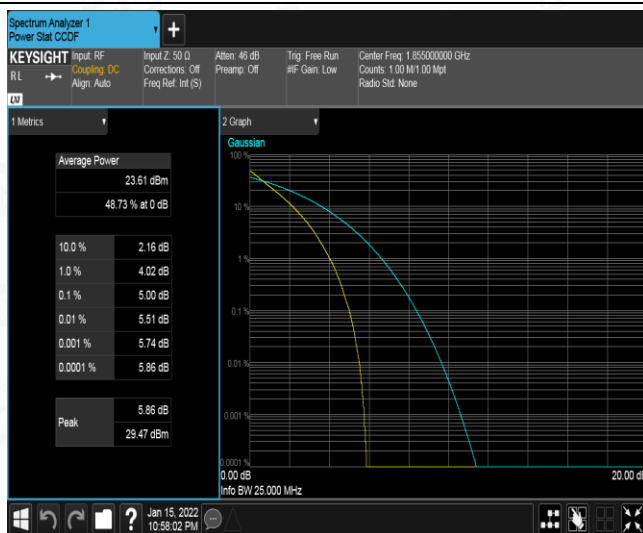 Spectrum Analyzer 1
Power Stat CCDF
+
KEYSIGHT
RL
LXI
Input: RF
Coupling: DC
Align: Auto
Input Z: 50 Ω
Corrections: Off
Freq Ref: Int (S)
Atten: 46 dB
Preamp: Off
Trig: Free Run
#IF Gain: Low
Center Freq: 1.855000000 GHz
Counts: 1.00 M/1.00 Mpt
Radio Std: None
1 Metrics
Average Power
23.61 dBm
48.73 % at 0 dB
10.0 % 2.16 dB
1.0 % 4.02 dB
0.1 % 5.00 dB
0.01 % 5.51 dB
0.001 % 5.74 dB
0.0001 % 5.86 dB
Peak
5.86 dB
29.47 dBm
2 Graph
Gaussian
100 %
10 %
1 %
0.1 %
0.01 %
0.001 %
0.0001 %
0.00 dB
20.00 dB
Info BW 25.000 MHz
?
Jan 15, 2022
10:58:02 PM